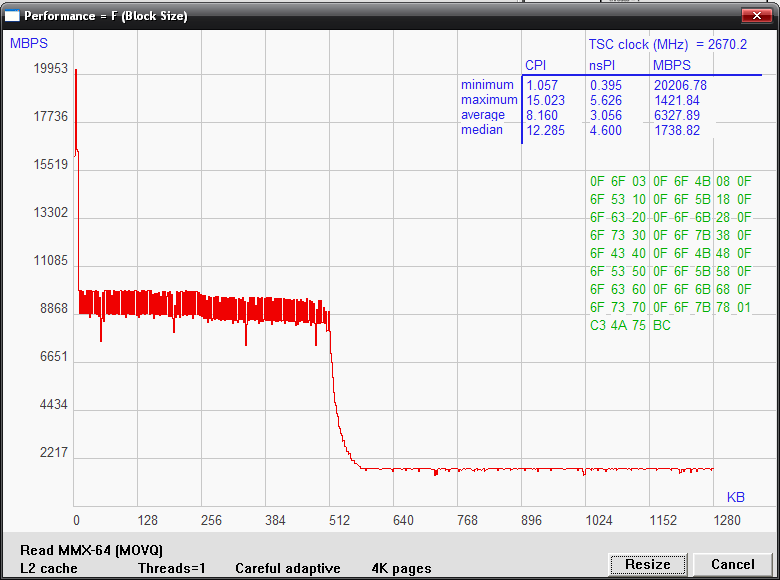 Performance = F (Block Size)
MBPS
TSC clock (MHz) = 2670.2
CPI nsPI MBPS
minimum 1.057 0.395 20206.78
maximum 15.023 5.626 1421.84
average 8.160 3.056 6327.89
median 12.285 4.600 1738.82
19953
17736
15519
13302
11085
8868
6651
4434
2217
0F 6F 03 0F 6F 4B 08 0F
6F 53 10 0F 6F 5B 18 0F
6F 63 20 0F 6F 6B 28 0F
6F 73 30 0F 6F 7B 38 0F
6F 43 40 0F 6F 4B 48 0F
6F 53 50 0F 6F 5B 58 0F
6F 63 60 0F 6F 6B 68 0F
6F 73 70 0F 6F 7B 78 01
C3 4A 75 BC
KB
0 128 256 384 512 640 768 896 1024 1152 1280
Read MMX-64 (MOVQ)
L2 cache Threads=1 Careful adaptive 4K pages
Resize Cancel